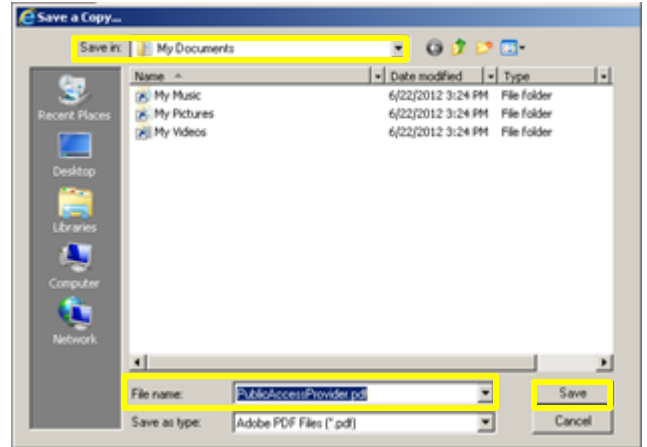 Save a Copy...
Save in: My Documents
Name Date modified Type
My Music 6/22/2012 3:24 PM File folder
My Pictures 6/22/2012 3:24 PM File folder
My Videos 6/22/2012 3:24 PM File folder
Recent Places
Desktop
Libraries
Computer
Network
File name: PublicAccessProvider.pdf Save
Save as type: Adobe PDF Files (*.pdf) Cancel